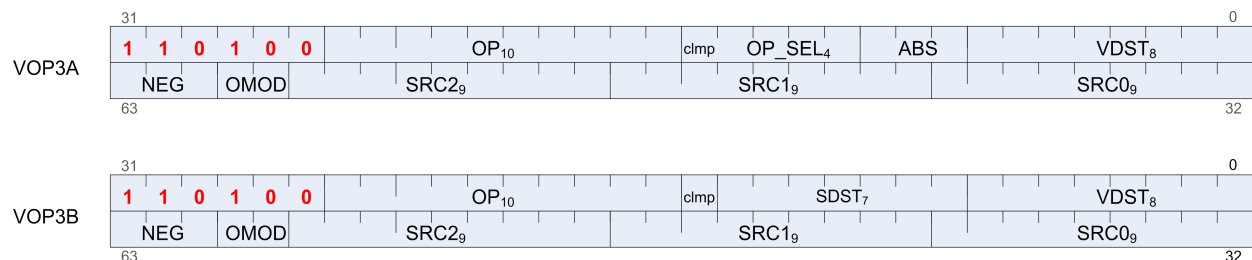 31 0
1 1 0 1 0 0 OP10 clmp OP_SEL4 ABS VDST8
VOP3A
NEG OMOD SRC29 SRC19 SRC09
63 32
31 0
1 1 0 1 0 0 OP10 clmp SDST7 VDST8
VOP3B
NEG OMOD SRC29 SRC19 SRC09
63 32